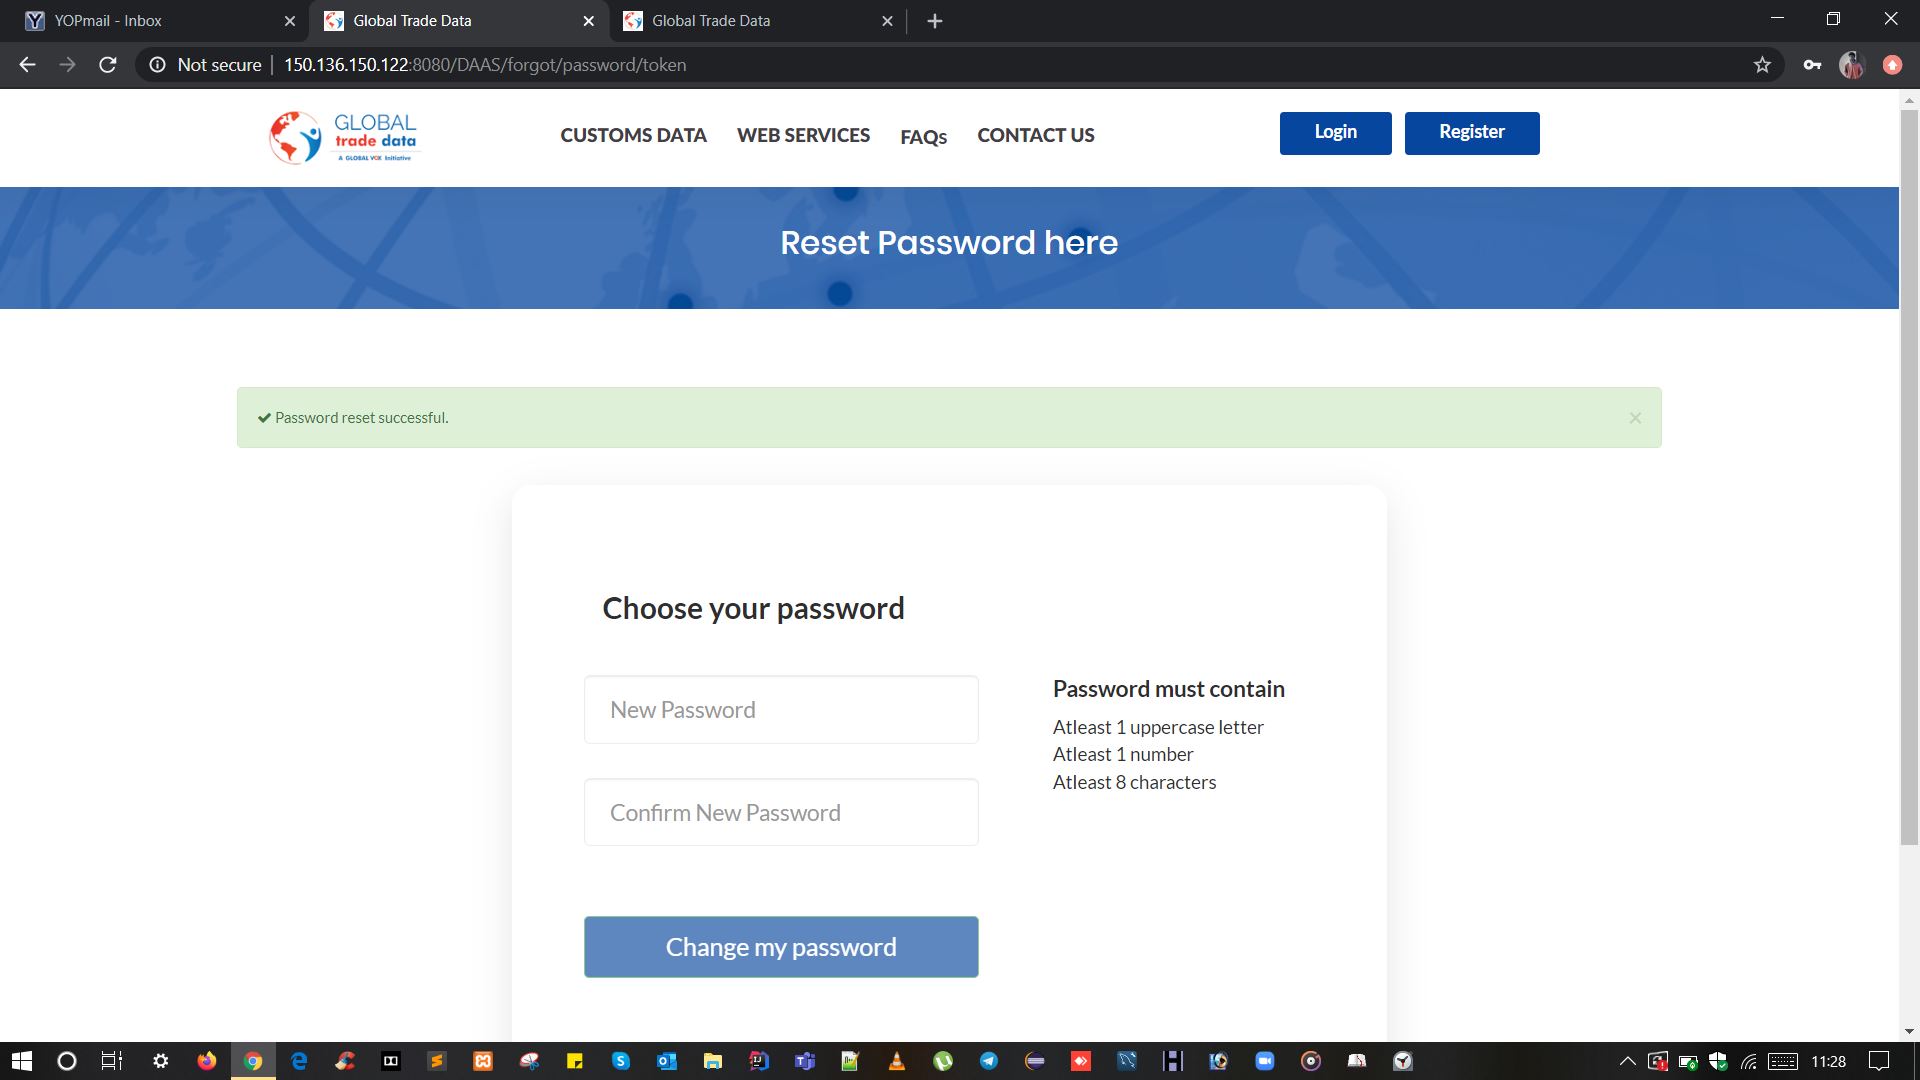 YOPmail - Inbox
Global Trade Data
Global Trade Data
Not secure | 150.136.150.122:8080/DAAS/forgot/password/token
GLOBAL
trade data
A GLOBAL VOX Initiative
CUSTOMS DATA
WEB SERVICES
FAQs
CONTACT US
Login
Register
Reset Password here
Password reset successful.
Choose your password
New Password
Confirm New Password
Password must contain
Atleast 1 uppercase letter
Atleast 1 number
Atleast 8 characters
Change my password
11:28